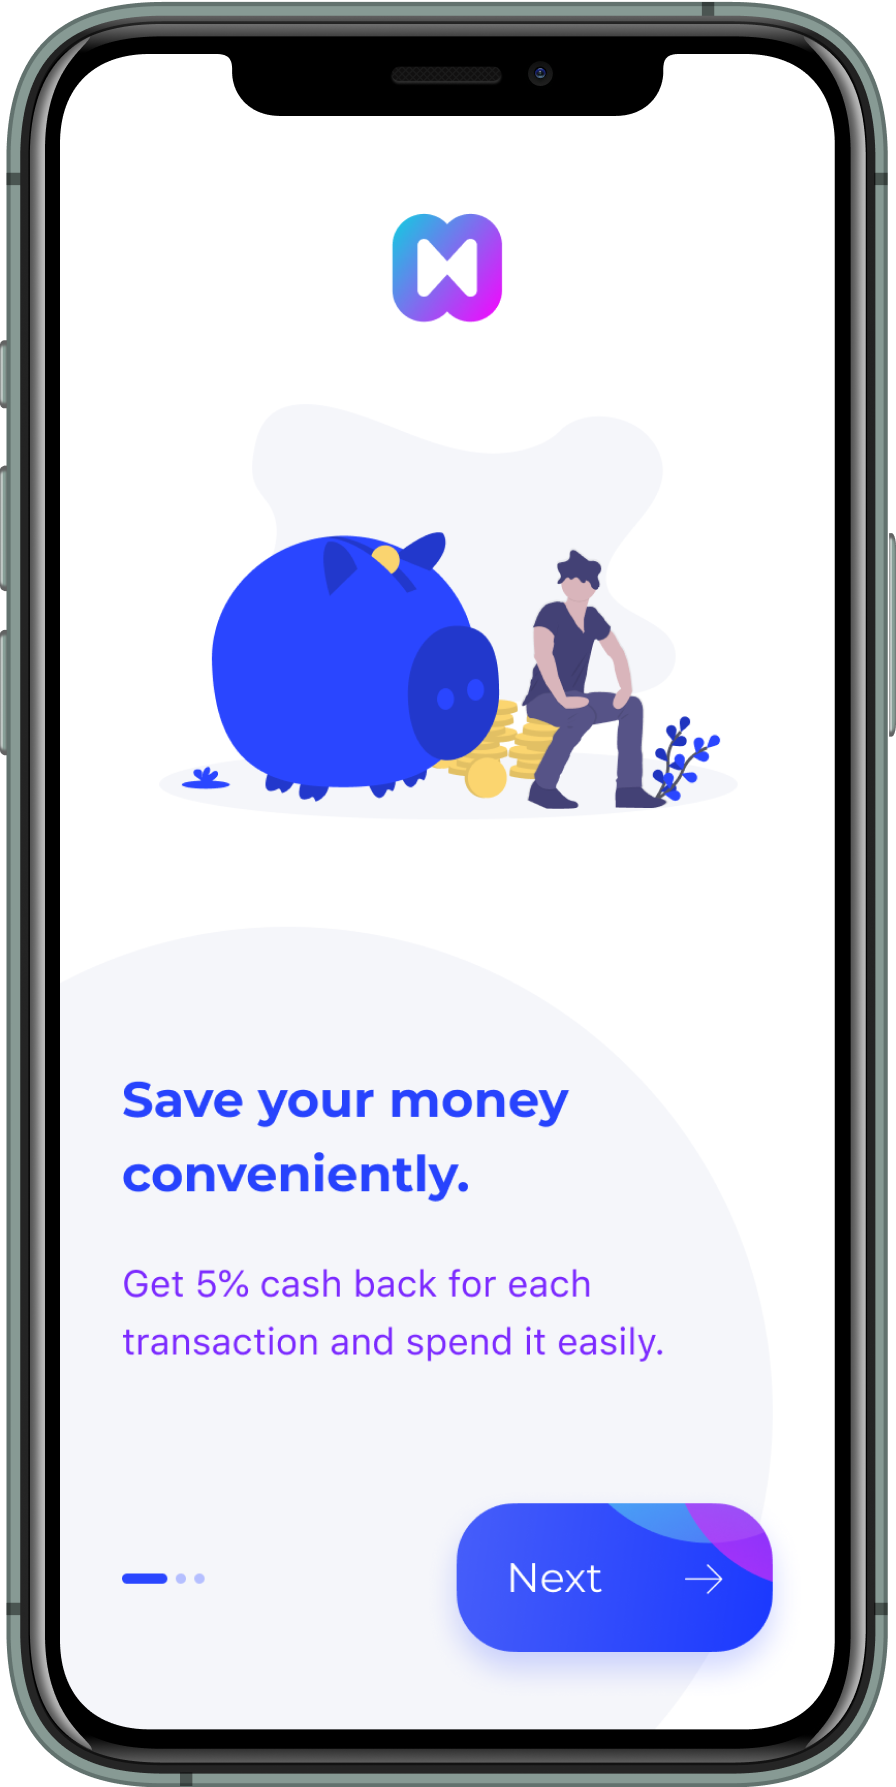 Save your money
conveniently.
Get 5% cash back for each
transaction and spend it easily.
Next